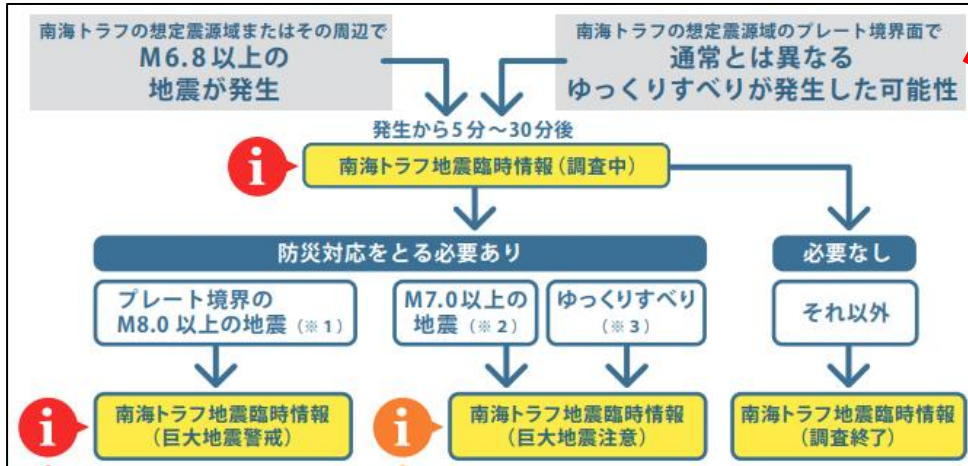 南海トラフの想定震源域またはその周辺で
M6.8以上の
地震が発生
南海トラフの想定震源域のプレート境界面で
通常とは異なる
ゆっくりすべりが発生した可能性
発生から5分～30分後
i
南海トラフ地震臨時情報(調査中)
防災対応をとる必要あり
必要なし
プレート境界の
M8.0以上の地震(※1)
M7.0以上の
地震(※2)
ゆっくりすべり
(※3)
それ以外
i
南海トラフ地震臨時情報
(巨大地震警戒)
i
南海トラフ地震臨時情報
(巨大地震注意)
南海トラフ地震臨時情報
(調査終了)